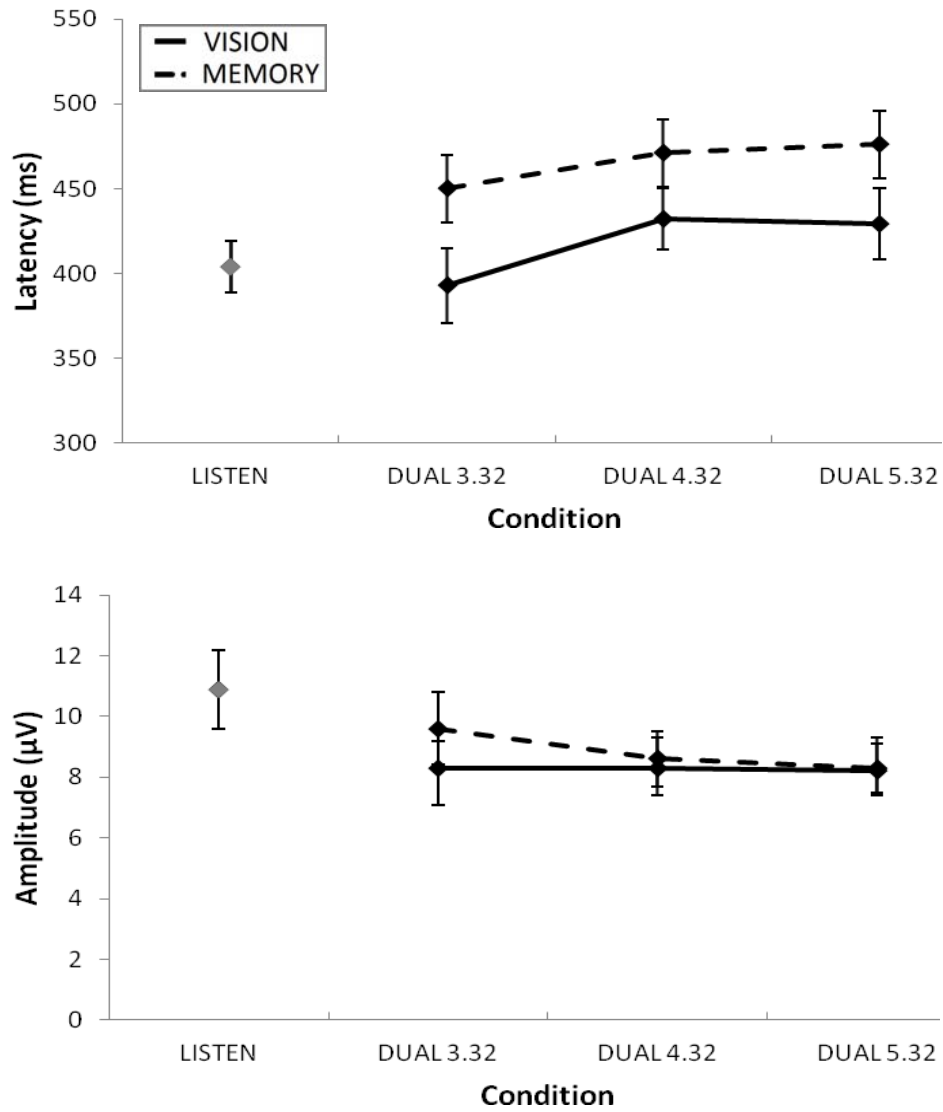 550
VISION
MEMORY
500
450
400
350
300
Latency (ms)
LISTEN DUAL 3.32 DUAL 4.32 DUAL 5.32
Condition
14
12
10
8
6
4
2
0
Amplitude (µV)
LISTEN DUAL 3.32 DUAL 4.32 DUAL 5.32
Condition